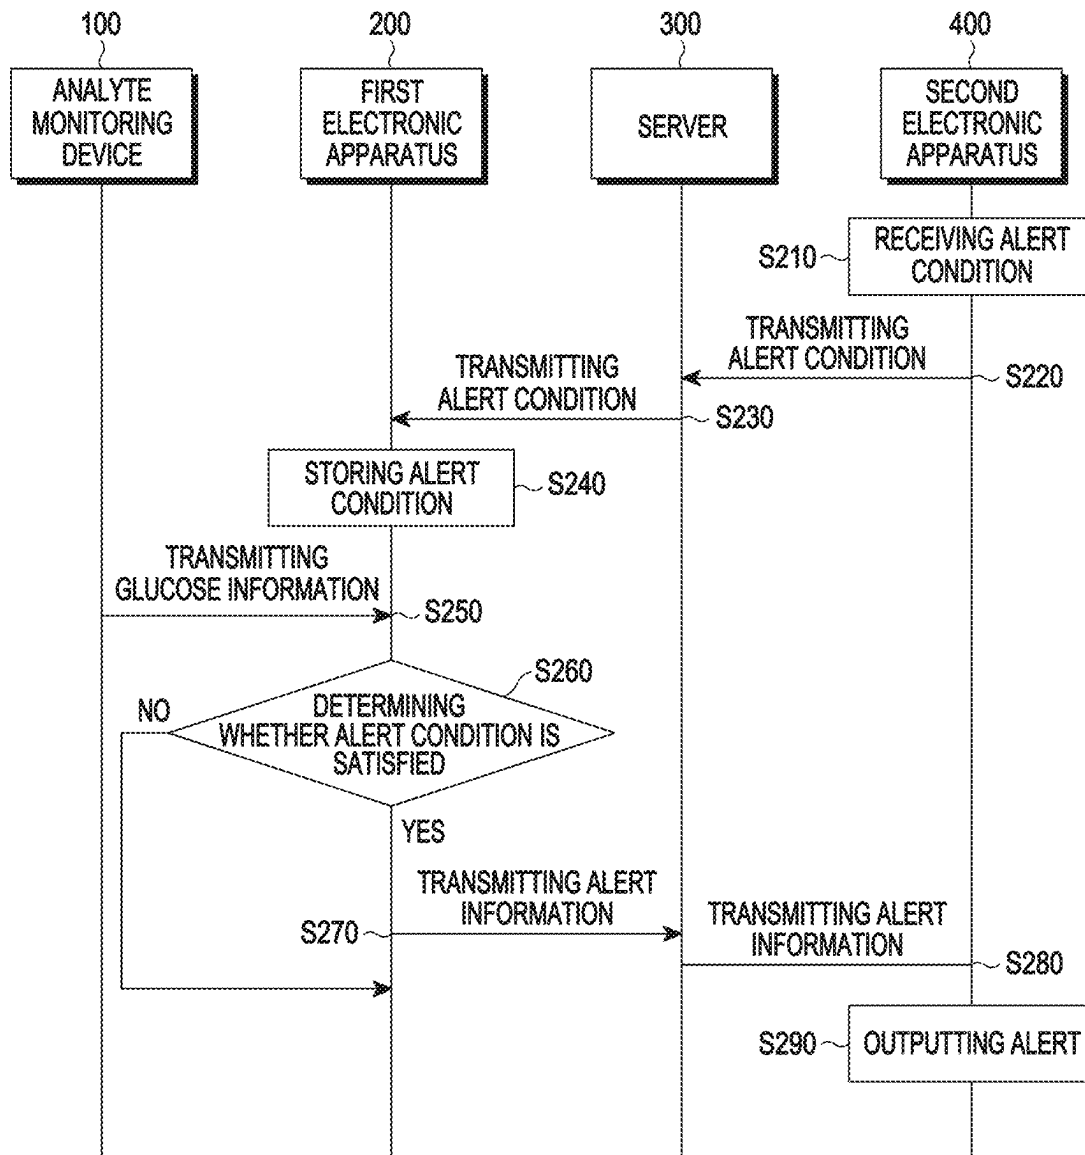 100
200
300
400
ANALYTE
MONITORING
DEVICE
FIRST
ELECTRONIC
APPARATUS
SERVER
SECOND
ELECTRONIC
APPARATUS
S210
RECEIVING ALERT
CONDITION
TRANSMITTING
ALERT CONDITION
S220
TRANSMITTING
ALERT CONDITION
S230
STORING ALERT
CONDITION
S240
TRANSMITTING
GLUCOSE INFORMATION
S250
S260
NO
DETERMINING
WHETHER ALERT CONDITION IS
SATISFIED
YES
TRANSMITTING ALERT
INFORMATION
S270
TRANSMITTING ALERT
INFORMATION
S280
S290
OUTPUTTING ALERT